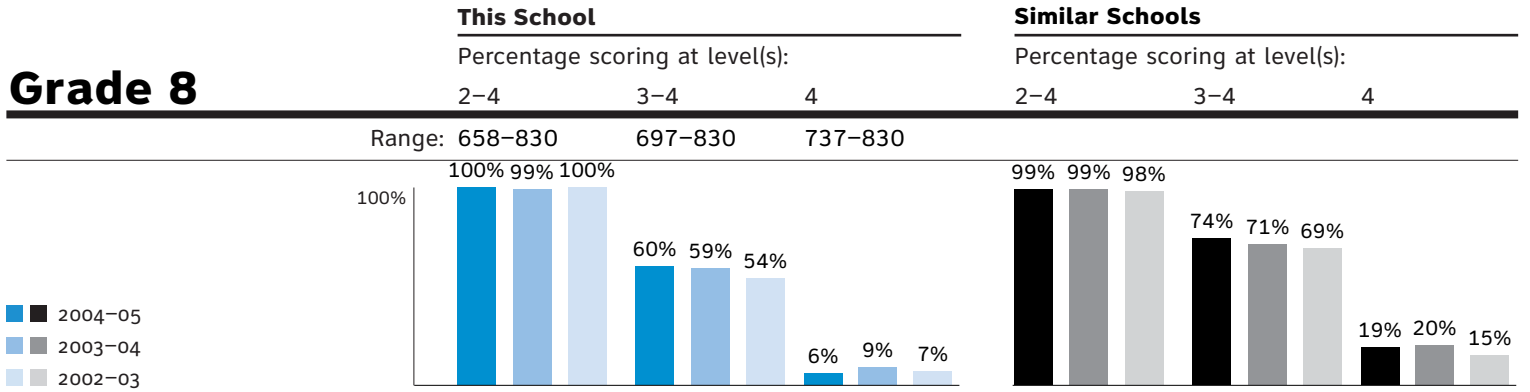 This School Similar Schools
Percentage scoring at level(s): Percentage scoring at level(s):
Grade 8 2–4 3–4 4 2–4 3–4 4
Range: 658–830 697–830 737–830
100% 99% 100% 99% 99% 98%
100%
60% 59% 54% 74% 71% 69%
6% 9% 7% 19% 20% 15%
2004–05
2003–04
2002–03